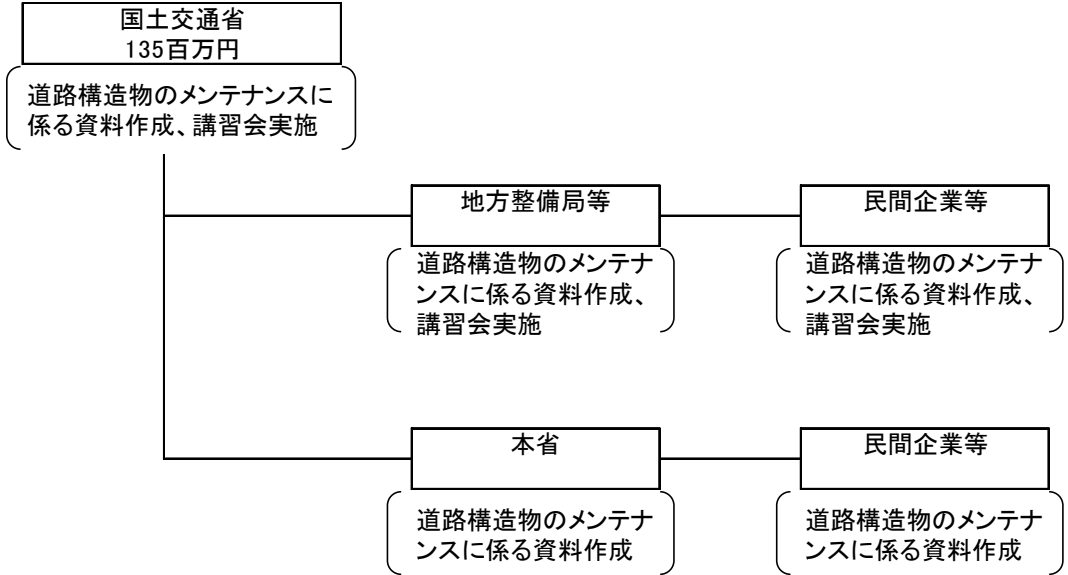 国土交通省
135百万円
道路構造物のメンテナンスに
係る資料作成、講習会実施
地方整備局等
道路構造物のメンテナ
ンスに係る資料作成、
講習会実施
民間企業等
道路構造物のメンテナ
ンスに係る資料作成、
講習会実施
本省
道路構造物のメンテナ
ンスに係る資料作成
民間企業等
道路構造物のメンテナ
ンスに係る資料作成